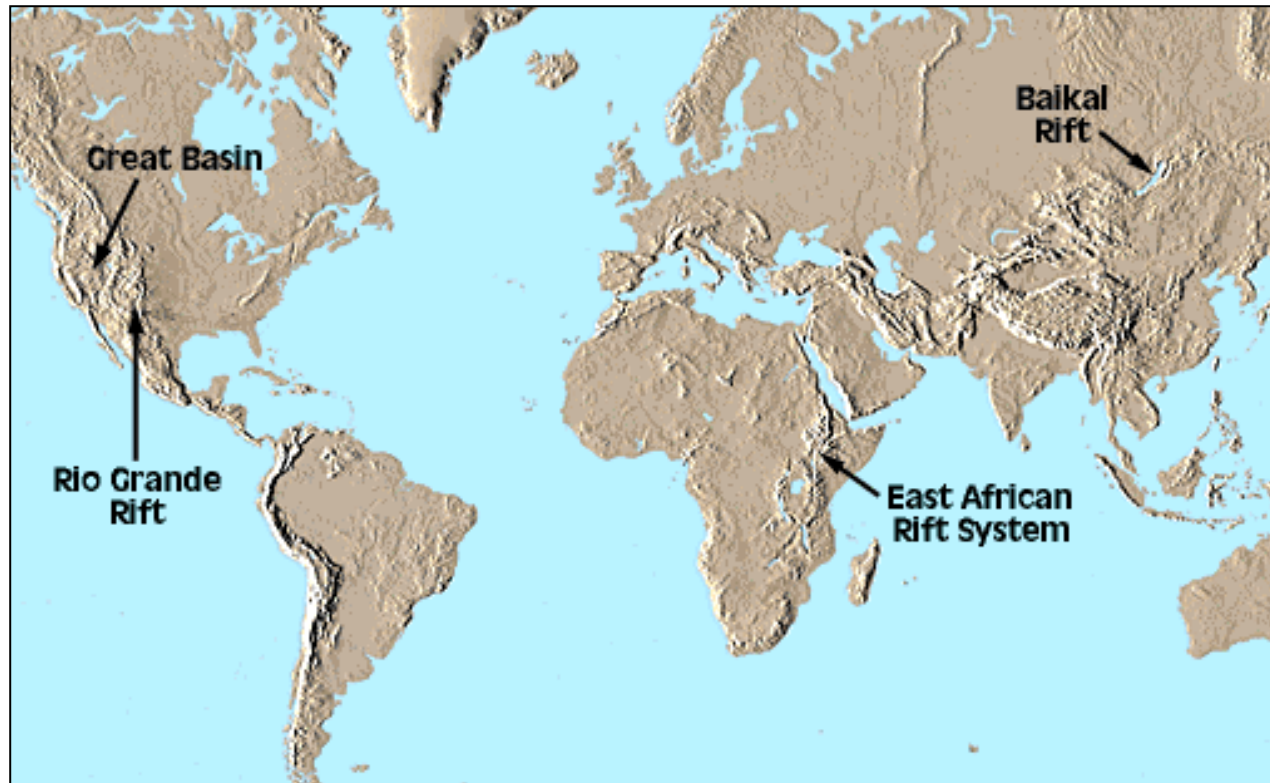 Baikal
Rift
Great Basin
Rio Grande
Rift
East African
Rift System